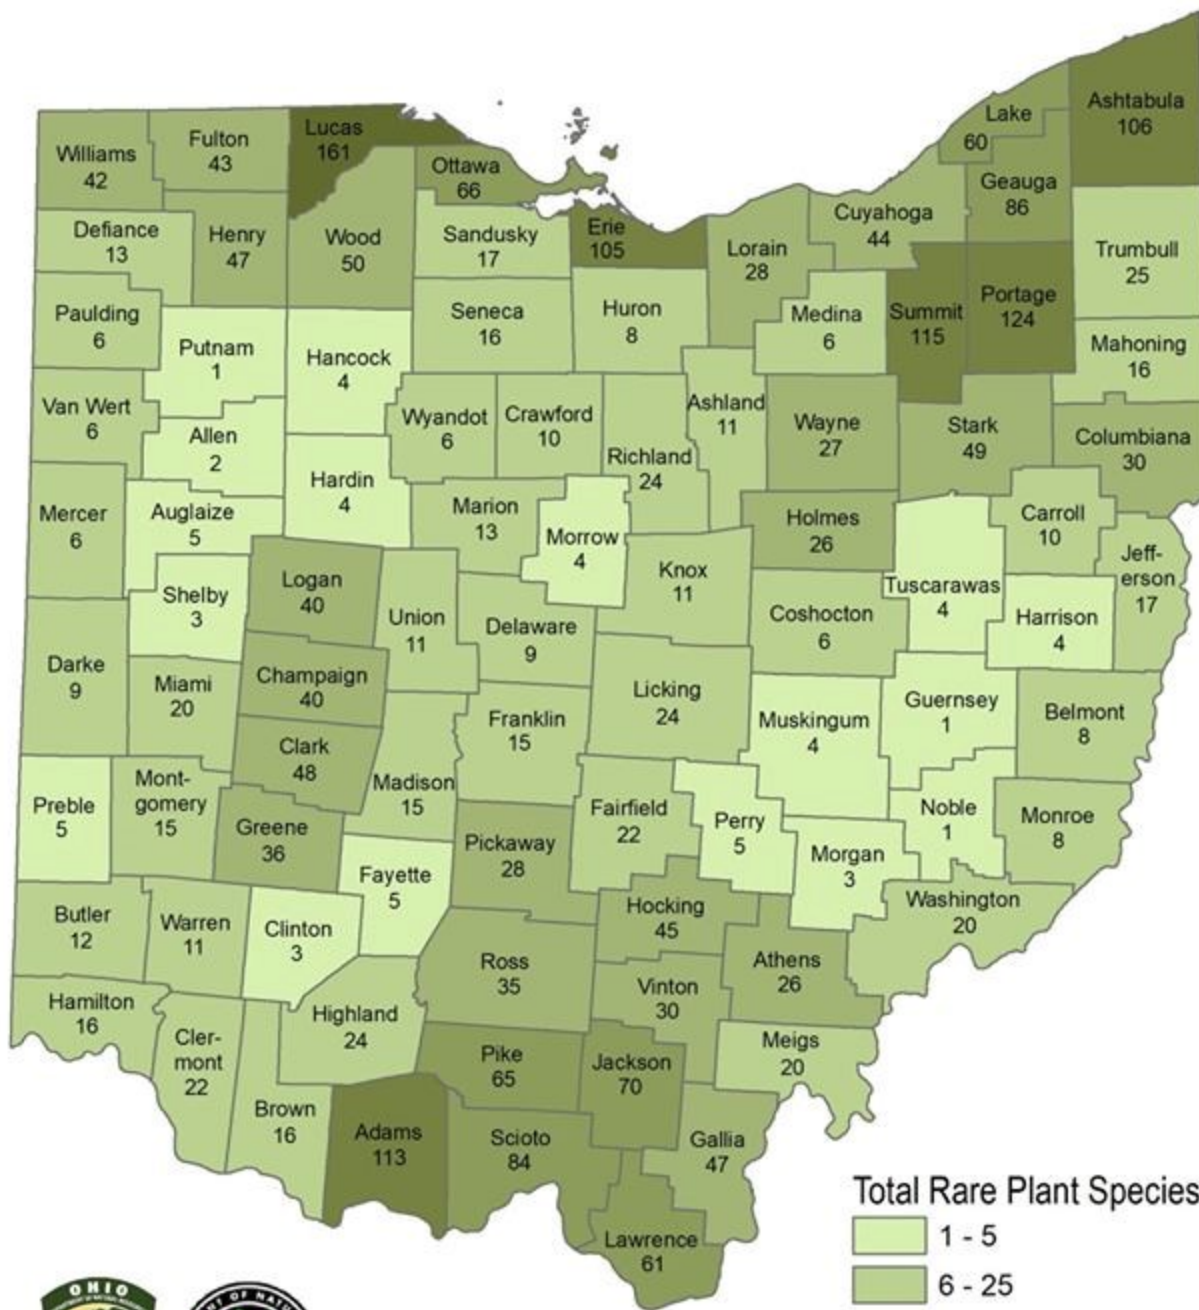 Lake
60
Ashtabula
106
Williams
42
Fulton
43
Lucas
161
Ottawa
66
Geauga
86
Defiance
13
Henry
47
Wood
50
Sandusky
17
Erie
105
Lorain
28
Cuyahoga
44
Trumbull
25
Paulding
6
Putnam
1
Hancock
4
Seneca
16
Huron
8
Medina
6
Summit
115
Portage
124
Mahoning
16
Van Wert
6
Allen
2
Wyandot
6
Crawford
10
Richland
24
Ashland
11
Wayne
27
Stark
49
Columbiana
30
Mercer
6
Auglaize
5
Hardin
4
Marion
13
Morrow
4
Knox
11
Holmes
26
Tuscarawas
4
Carroll
10
Jeff-
erson
17
Shelby
3
Logan
40
Union
11
Delaware
9
Coshocton
6
Harrison
4
Darke
9
Miami
20
Champaign
40
Franklin
15
Licking
24
Muskingum
4
Guernsey
1
Belmont
8
Clark
48
Madison
15
Preble
5
Mont-
gomery
15
Greene
36
Pickaway
28
Fairfield
22
Perry
5
Morgan
3
Noble
1
Monroe
8
Fayette
5
Butler
12
Warren
11
Clinton
3
Hocking
45
Washington
20
Ross
35
Athens
26
Vinton
30
Hamilton
16
Cler-
mont
22
Highland
24
Pike
65
Jackson
70
Meigs
20
Brown
16
Adams
113
Scioto
84
Gallia
47
Lawrence
61
Total Rare Plant Species
1 - 5
6 - 25
OHIO